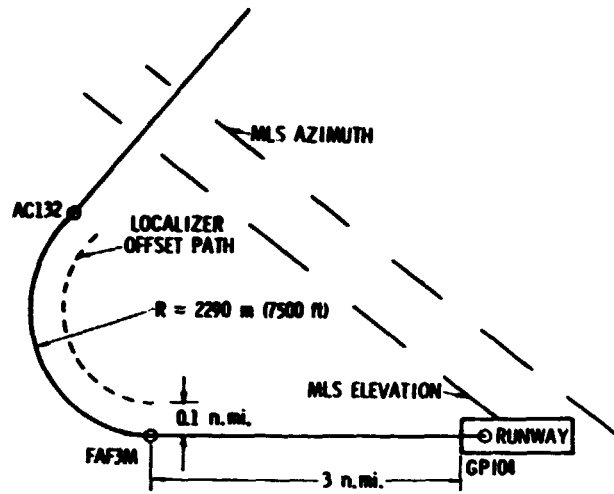 MLS AZIMUTH
AC132
LOCALIZER
OFFSET PATH
R = 2290 m (7500 ft)
MLS ELEVATION
0.1 n.mi.
RUNWAY
FAF3M
GP104
3 n.mi.